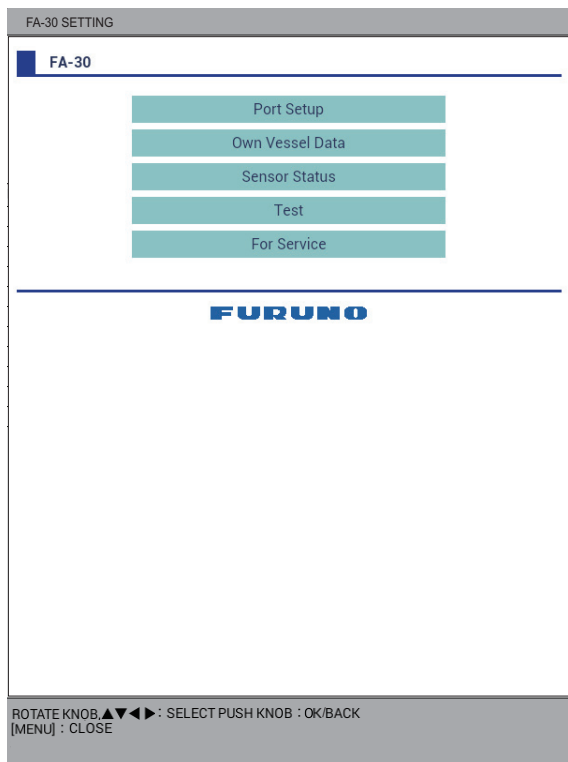 FA-30 SETTING
FA-30
Port Setup
Own Vessel Data
Sensor Status
Test
For Service
FURUNO
ROTATE KNOB,▲▼◀ ▶: SELECT PUSH KNOB : OK/BACK
[MENU] : CLOSE